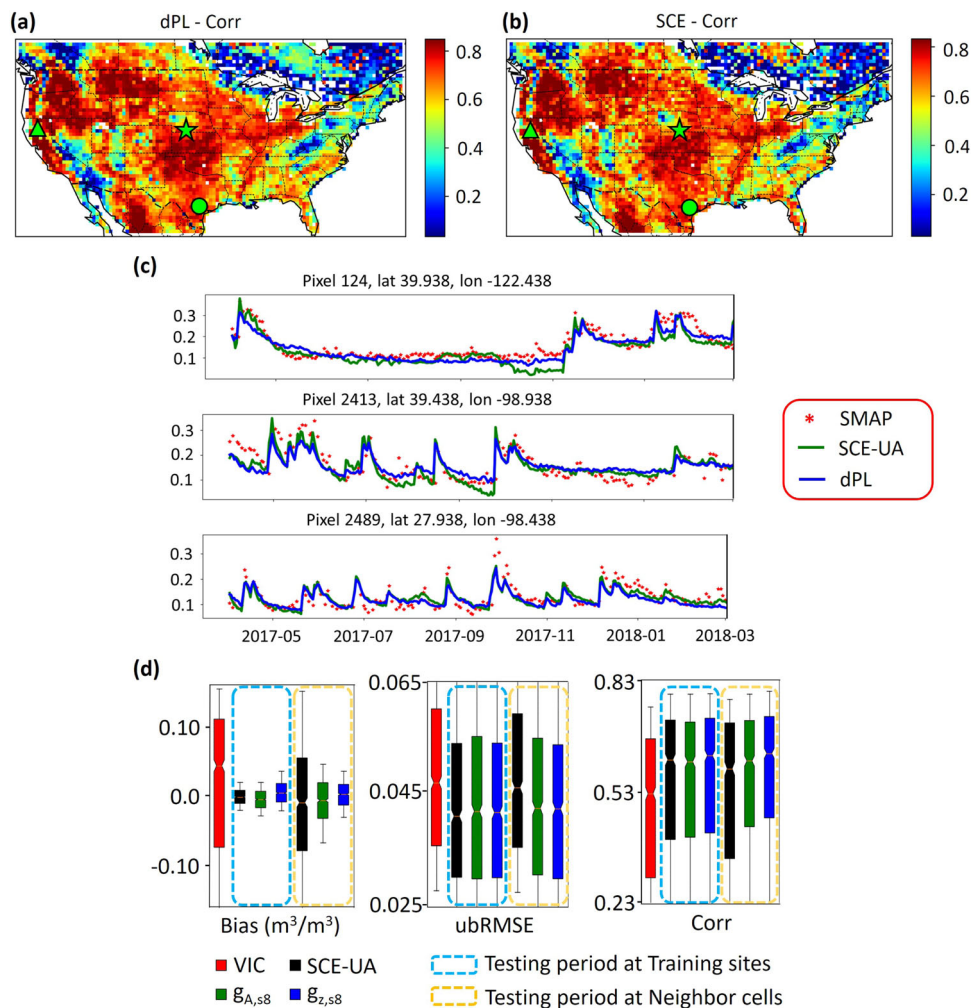 (a) dPL - Corr
(b) SCE - Corr
0.8
0.6
0.4
0.2
0.8
0.6
0.4
0.2
(c)
Pixel 124, lat 39.938, lon -122.438
0.3
0.2
0.1
Pixel 2413, lat 39.438, lon -98.938
0.3
0.2
0.1
Pixel 2489, lat 27.938, lon -98.438
0.3
0.2
0.1
2017-05 2017-07 2017-09 2017-11 2018-01 2018-03
SMAP
SCE-UA
dPL
(d)
0.10
0.0
-0.10
Bias (m³/m³)
0.065
0.045
0.025
ubRMSE
0.83
0.53
0.23
Corr
VIC SCE-UA Testing period at Training sites
g_A,s8 g_z,s8 Testing period at Neighbor cells